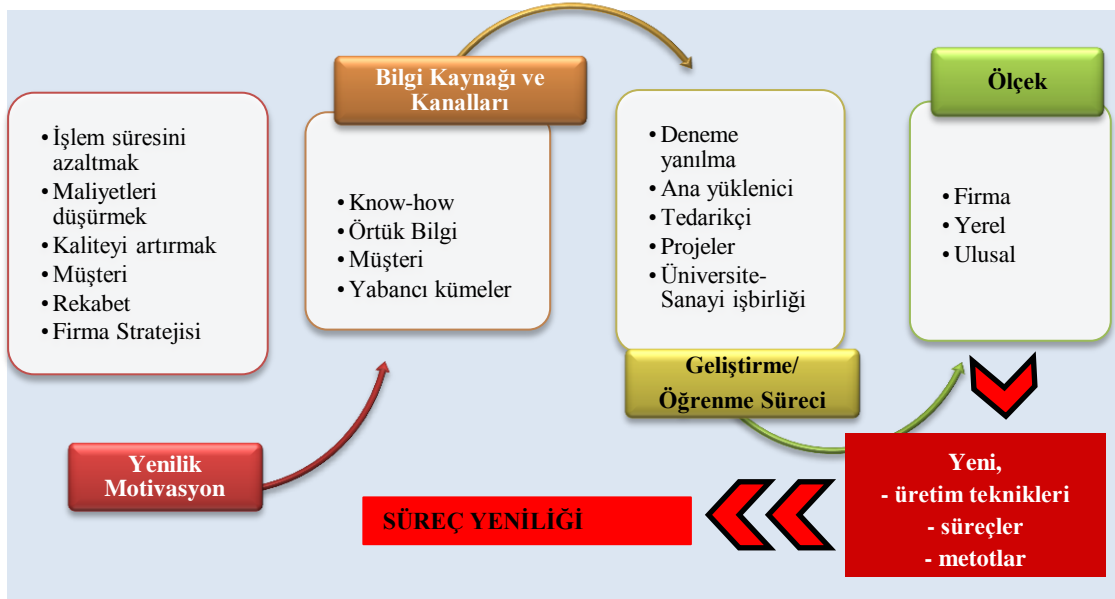 • İşlem süresini
azaltmak
• Maliyetleri
düşürmek
• Kaliteyi artırmak
• Müşteri
• Rekabet
• Firma Stratejisi
Yenilik
Motivasyon
Bilgi Kaynağı ve
Kanalları
• Know-how
• Örtük Bilgi
• Müşteri
• Yabancı kümeler
• Deneme
yanılma
• Ana yüklenici
• Tedarikçi
• Projeler
• Üniversite-
Sanayi işbirliği
Geliştirme/
Öğrenme Süreci
Ölçek
• Firma
• Yerel
• Ulusal
Yeni,
- üretim teknikleri
- süreçler
- metotlar
SÜREÇ YENİLİĞİ